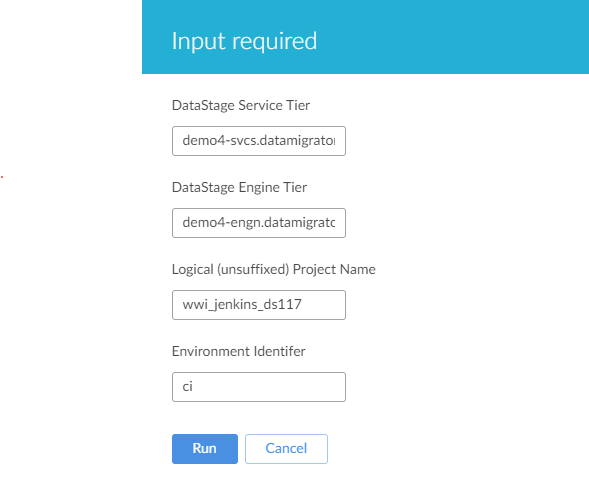 Input required
DataStage Service Tier
demo4-svcs.datamigrato
DataStage Engine Tier
demo4-engn.datamigratc
Logical (unsuffixed) Project Name
wwi_jenkins_ds117
Environment Identifer
ci
Run Cancel